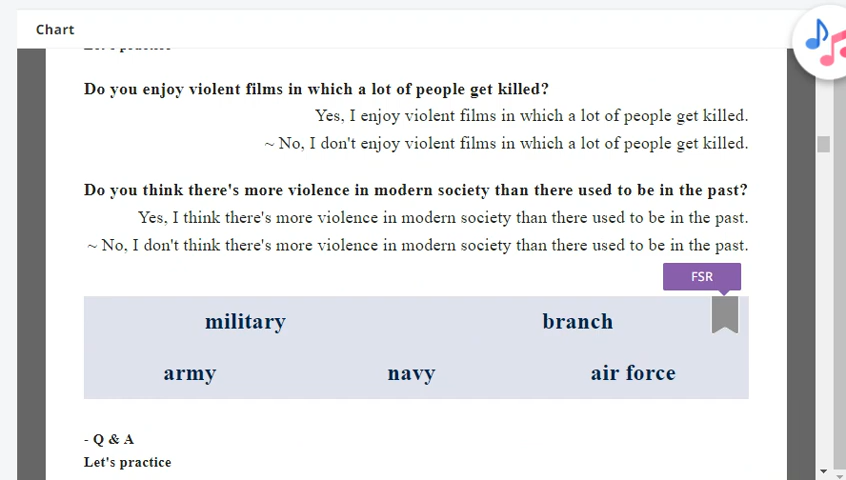 Chart
Let's practice
Do you enjoy violent films in which a lot of people get killed?
Yes, I enjoy violent films in which a lot of people get killed.
~ No, I don't enjoy violent films in which a lot of people get killed.
Do you think there's more violence in modern society than there used to be in the past?
Yes, I think there's more violence in modern society than there used to be in the past.
~ No, I don't think there's more violence in modern society than there used to be in the past.
FSR
military branch
army navy air force
- Q & A
Let's practice